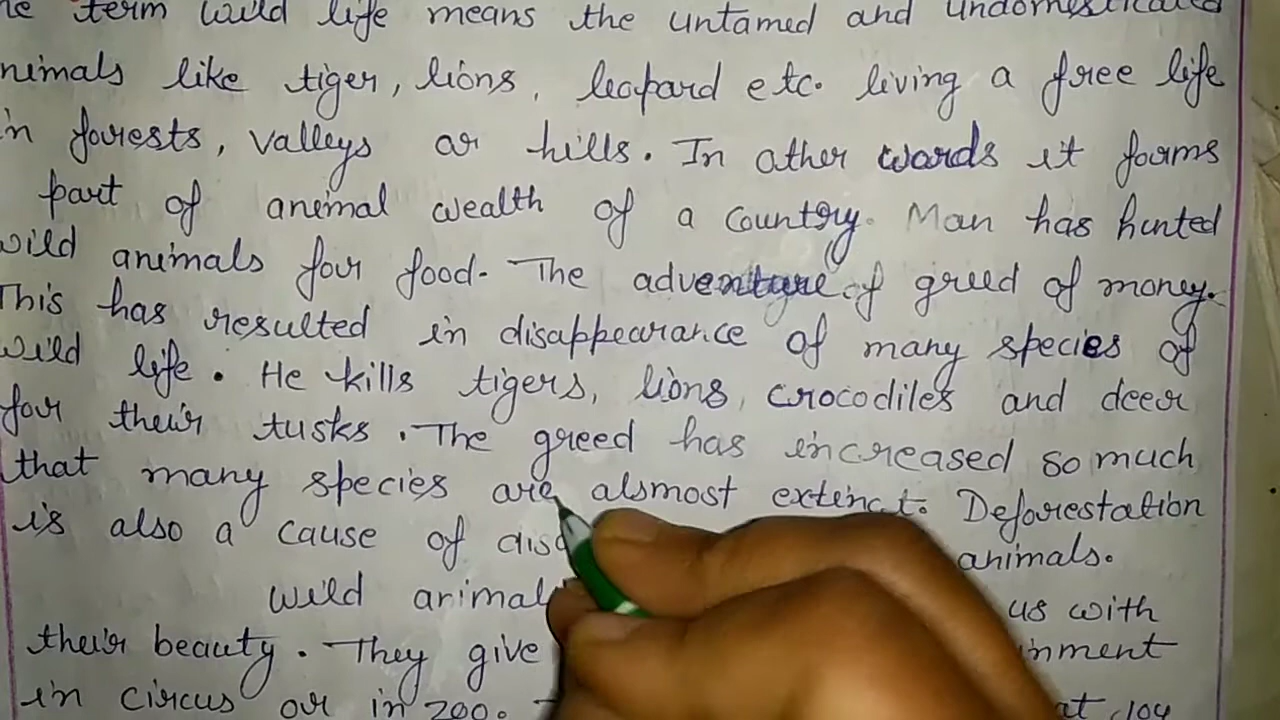 he term wild life means the untamed and undomesticated
nimals like tiger, lions, leopard etc. living a free life
in forests, valleys or hills. In other words it forms
part of animal wealth of a country. Man has hunted
wild animals for food. The adventure of greed of money.
This has resulted in disappearance of many species of
wild life. He kills tigers, lions, crocodiles and deer
for their tusks. The greed has increased so much
that many species are alsmost extinct. Deforestation
is also a cause of disa animals.
Wild animal us with
their beauty. They give inment
in circus or in zoo.